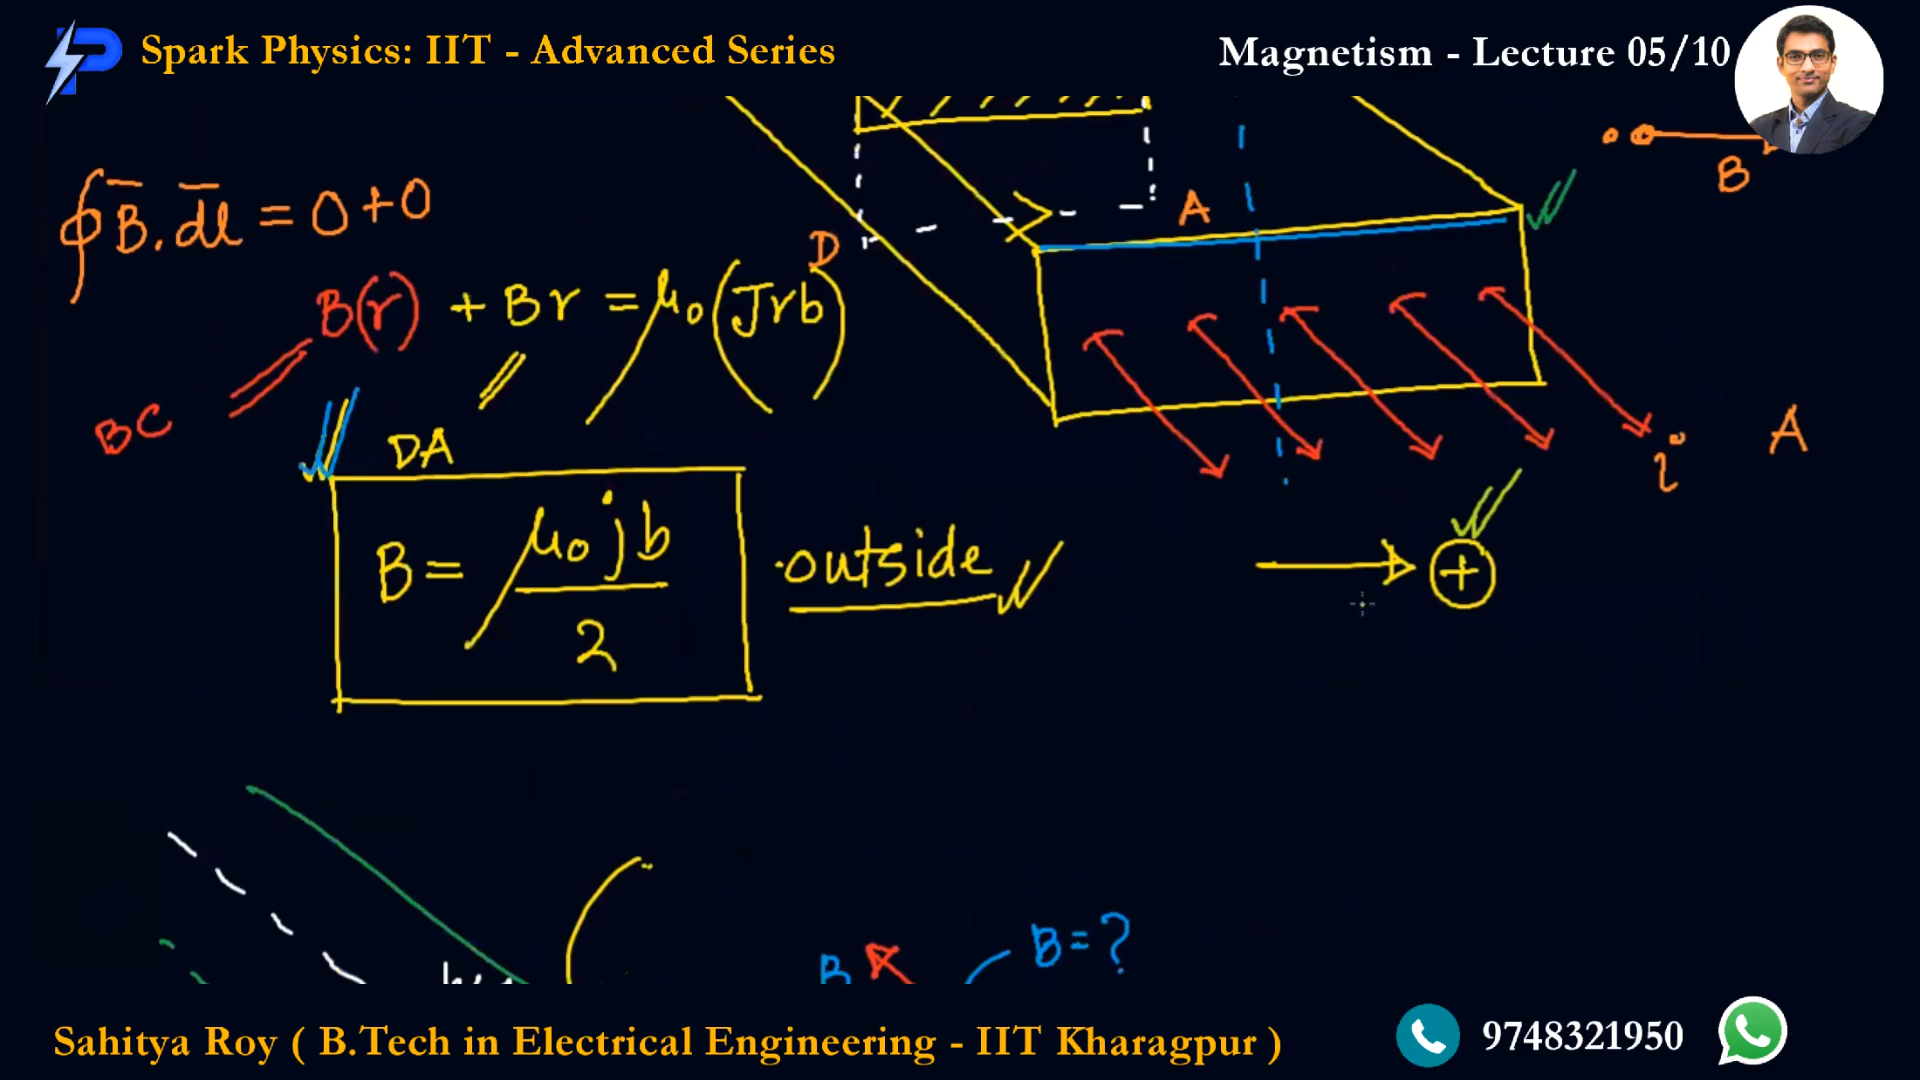 Spark Physics: IIT - Advanced Series
Magnetism - Lecture 05/10
B
A
D
∮B̅.d̅l̅ = 0 + 0
B(r) + Br = μ₀(Jrb)
BC
DA
B = μ₀jb/2
outside
i
A
+
B
B = ?
Sahitya Roy ( B.Tech in Electrical Engineering - IIT Kharagpur )
9748321950